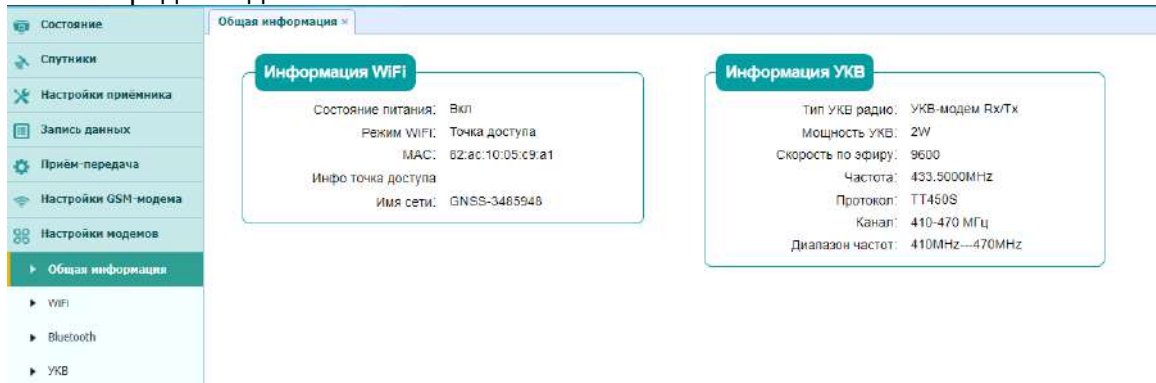 Состояние
Спутники
Настройки приёмника
Запись данных
Приём-передача
Настройки GSM-модема
Настройки модемов
Общая информация
WiFi
Bluetooth
УКВ
Общая информация ×
Информация WiFi
Состояние питания: Вкл
Режим WiFi: Точка доступа
MAC: 82:ac:10:05:c9:a1
Инфо точка доступа
Имя сети: GNSS-3485948
Информация УКВ
Тип УКВ радио: УКВ-модем Rx/Tx
Мощность УКВ: 2W
Скорость по эфиру: 9600
Частота: 433.5000MHz
Протокол: TT450S
Канал: 410-470 МГц
Диапазон частот: 410MHz---470MHz